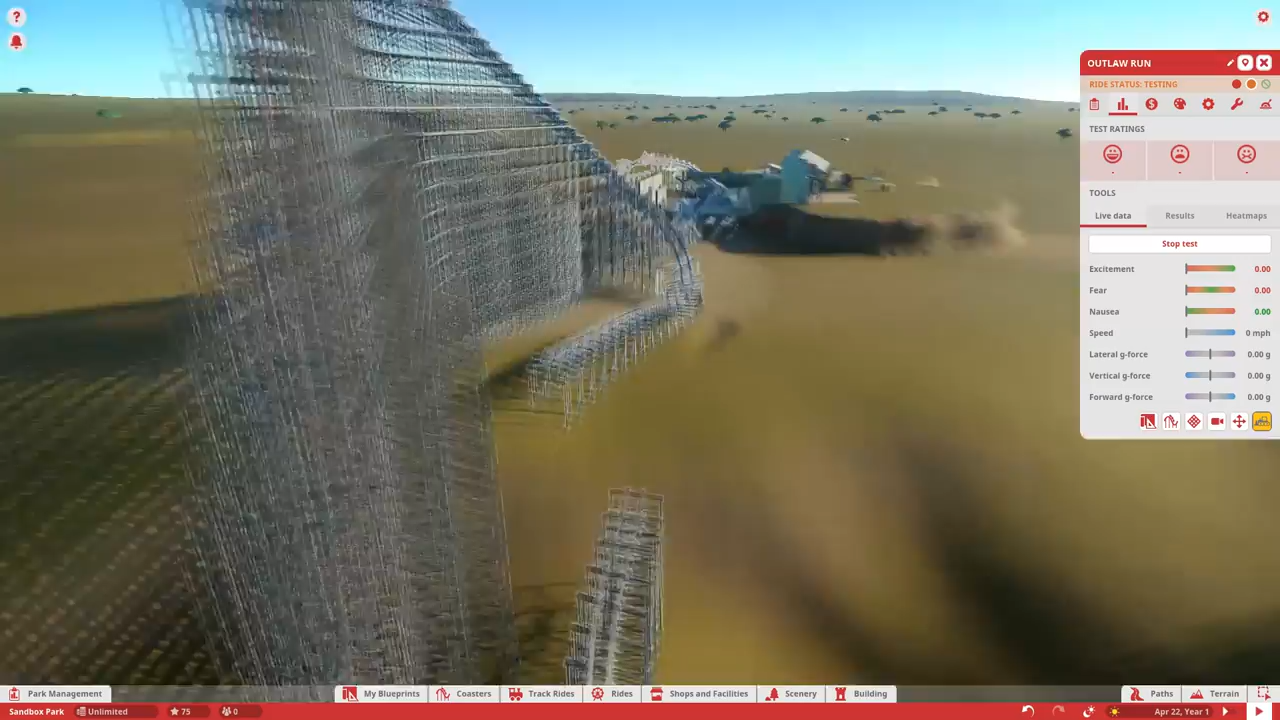 OUTLAW RUN
RIDE STATUS: TESTING
TEST RATINGS
- - -
TOOLS
Live data Results Heatmaps
Stop test
Excitement 0.00
Fear 0.00
Nausea 0.00
Speed 0 mph
Lateral g-force 0.00 g
Vertical g-force 0.00 g
Forward g-force 0.00 g
Park Management My Blueprints Coasters Track Rides Rides Shops and Facilities Scenery Building Paths Terrain
Sandbox Park Unlimited 75 0 Apr 22, Year 1